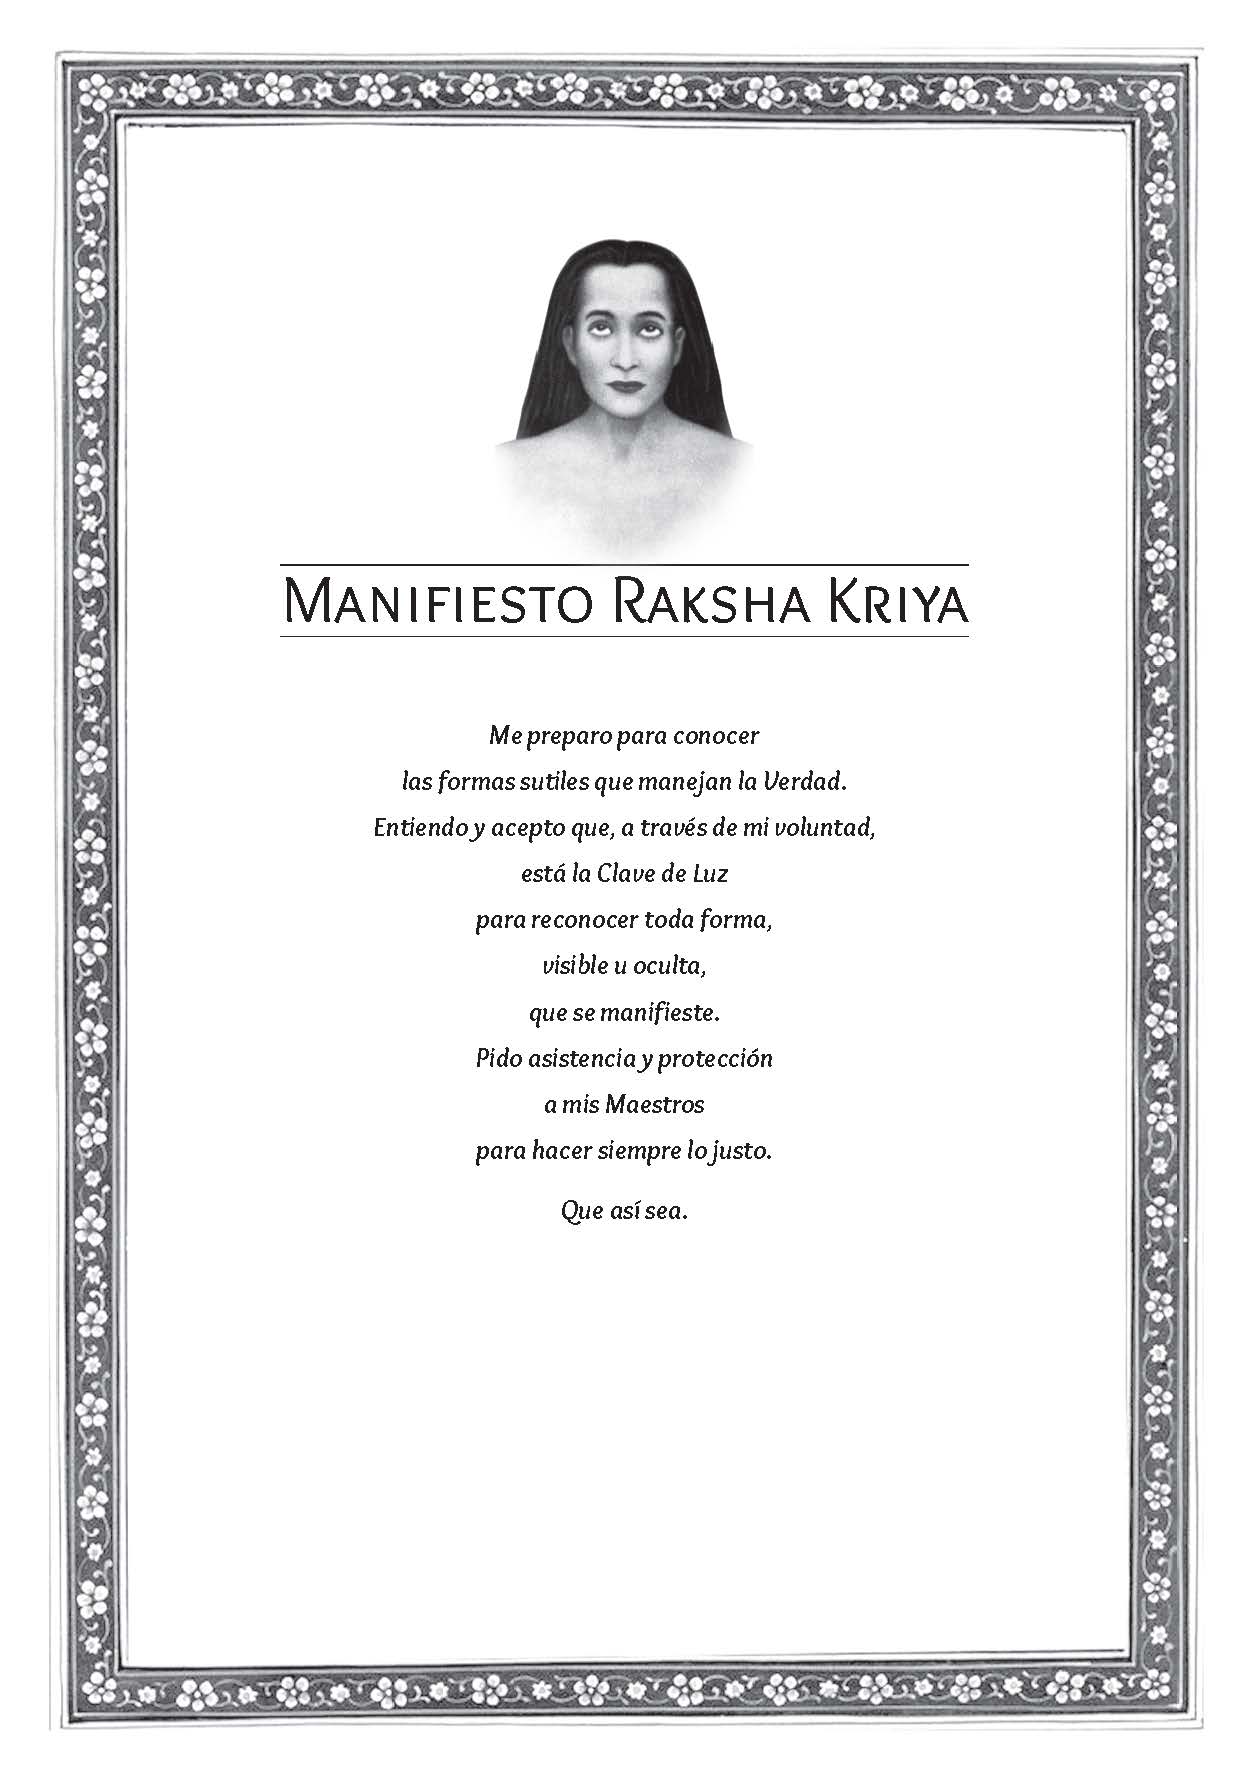 Manifiesto Raksha Kriya
Me preparo para conocer
las formas sutiles que manejan la Verdad.
Entiendo y acepto que, a través de mi voluntad,
está la Clave de Luz
para reconocer toda forma,
visible u oculta,
que se manifieste.
Pido asistencia y protección
a mis Maestros
para hacer siempre lo justo.
Que así sea.